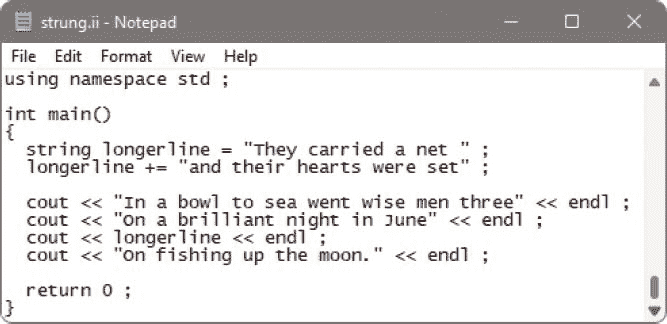 strung.ii - Notepad
File Edit Format View Help
using namespace std ;
int main()
{
string longerline = "They carried a net " ;
longerline += "and their hearts were set" ;
cout << "In a bowl to sea went wise men three" << endl ;
cout << "On a brilliant night in June" << endl ;
cout << longerline << endl ;
cout << "On fishing up the moon." << endl ;
return 0 ;
}